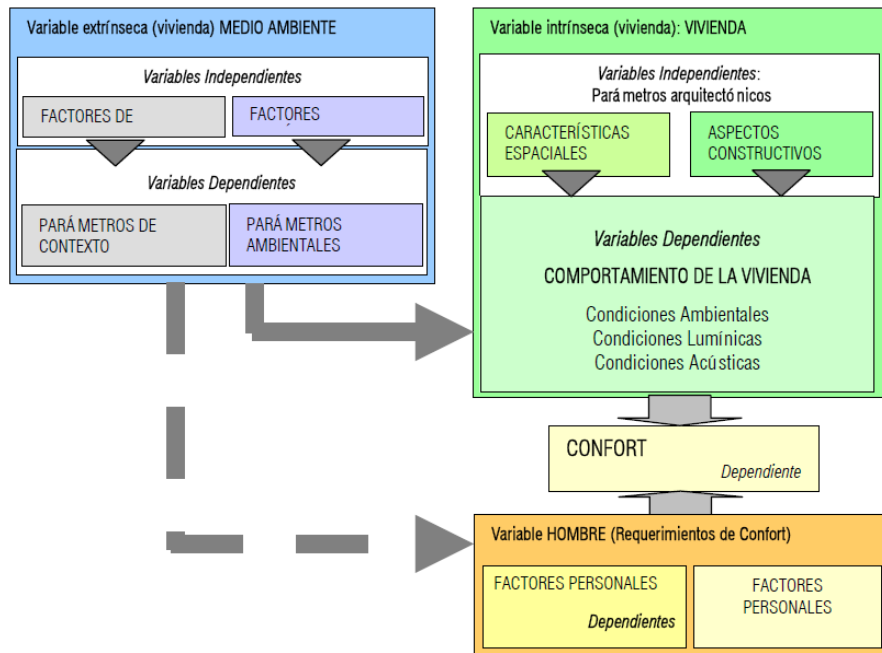 Variable extrínseca (vivienda) MEDIO AMBIENTE
Variables Independientes
FACTORES DE
FACTORES
Variables Dependientes
PARÁ METROS DE
CONTEXTO
PARÁ METROS
AMBIENTALES
Variable intrínseca (vivienda): VIVIENDA
Variables Independientes:
Pará metros arquitectó nicos
CARACTERÍSTICAS
ESPACIALES
ASPECTOS
CONSTRUCTIVOS
Variables Dependientes
COMPORTAMIENTO DE LA VIVIENDA
Condiciones Ambientales
Condiciones Lumínicas
Condiciones Acústicas
CONFORT
Dependiente
Variable HOMBRE (Requerimientos de Confort)
FACTORES PERSONALES
Dependientes
FACTORES
PERSONALES